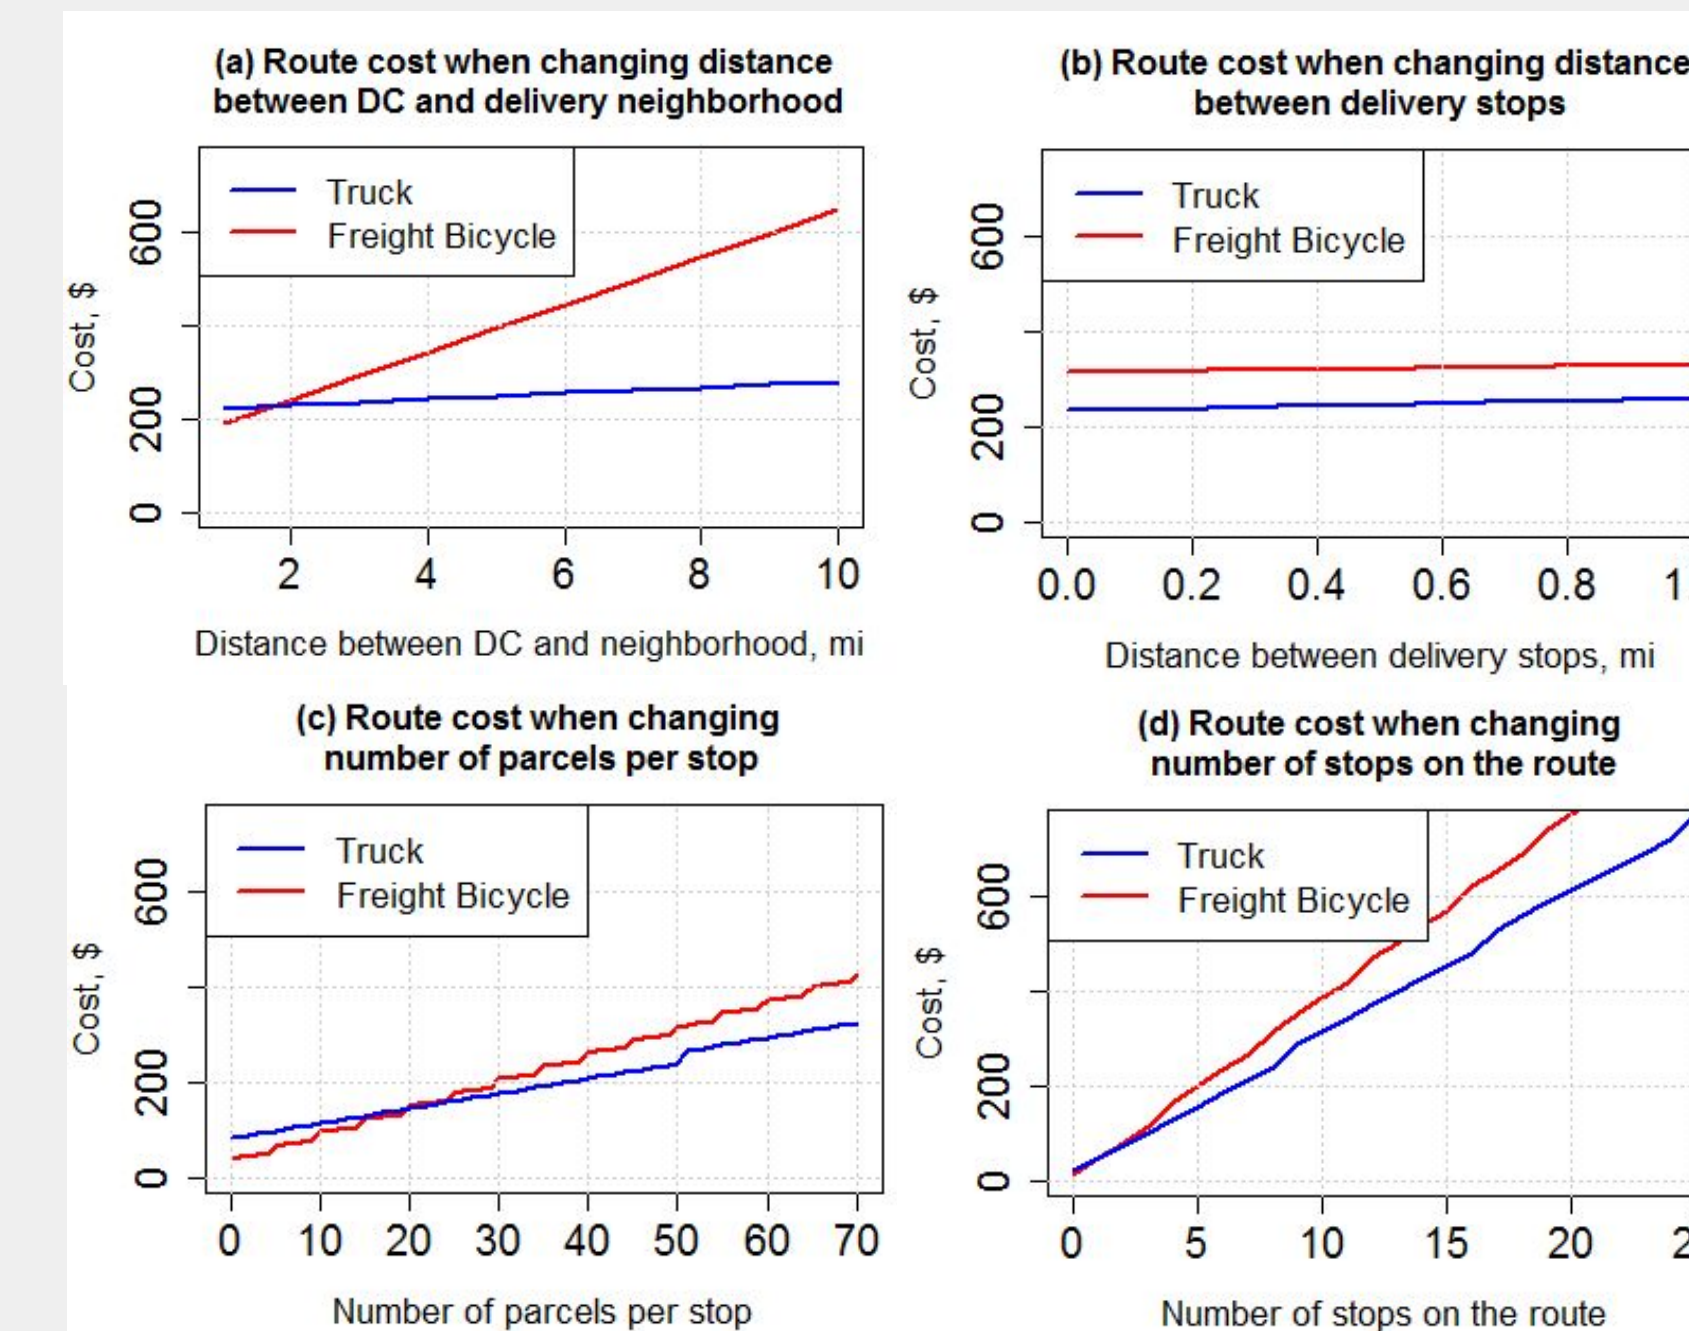 (a) Route cost when changing distance
between DC and delivery neighborhood
Truck
Freight Bicycle
600
200
0
Cost, $
2 4 6 8 10
Distance between DC and neighborhood, mi
(b) Route cost when changing distance
between delivery stops
Truck
Freight Bicycle
600
200
0
Cost, $
0.0 0.2 0.4 0.6 0.8 1
Distance between delivery stops, mi
(c) Route cost when changing
number of parcels per stop
Truck
Freight Bicycle
600
200
0
Cost, $
0 10 20 30 40 50 60 70
Number of parcels per stop
(d) Route cost when changing
number of stops on the route
Truck
Freight Bicycle
600
200
0
Cost, $
0 5 10 15 20 2
Number of stops on the route